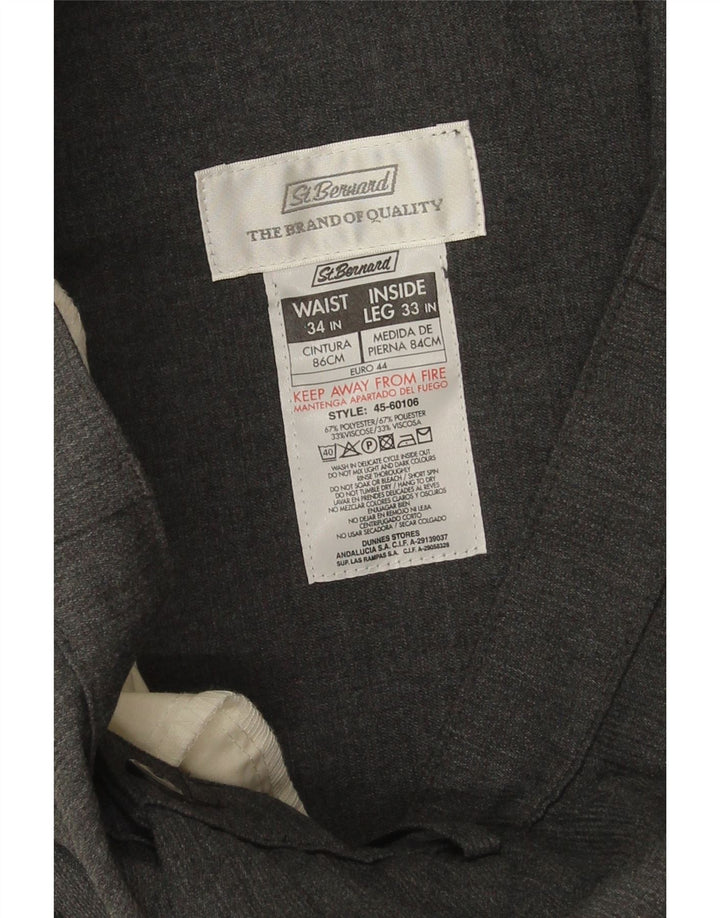 St Bernard
THE BRAND OF QUALITY
St Bernard
WAIST 34 IN
INSIDE LEG 33 IN
CINTURA 86CM
MEDIDA DE PIERNA 84CM
EURO 44
KEEP AWAY FROM FIRE
MANTENGA APARTADO DEL FUEGO
STYLE: 45-60106
67% POLYESTER/67% POLIESTER
33%VISCOSE/33% VISCOSA
40 P
WASH IN DELICATE CYCLE INSIDE OUT
DO NOT MIX LIGHT AND DARK COLOURS
RINSE THOROUGHLY
DO NOT SOAK OR BLEACH / SHORT SPIN
DO NOT TUMBLE DRY / HANG TO DRY
LAVAR EN PRENDES DELICADAS AL REVES
NO MEZCLAR COLORES CLAROS Y OSCUROS
ENJUAGAR BIEN
NO DEJAR EN REMOJO NI LEJIA
CENTRIFUGADO CORTO
NO USAR SECADORA / SECAR COLGADO
DUNNES STORES
ANDALUCIA S.A. C.I.F. A-29139037
SUP. LAS RAMPAS S.A. C.I.F. A-29058328